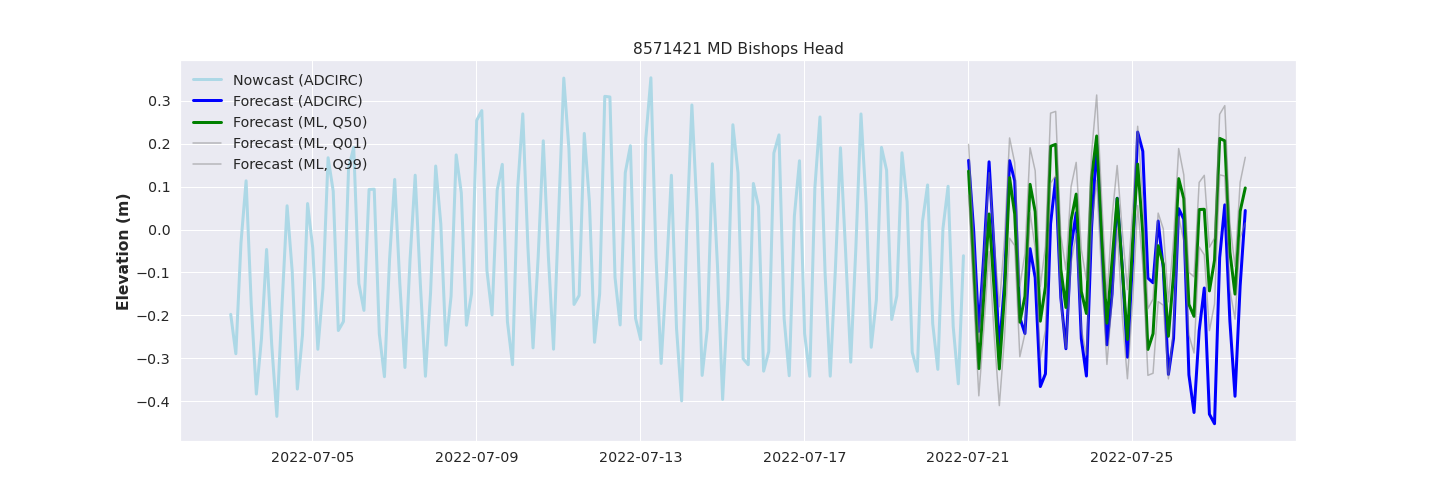 8571421 MD Bishops Head
Nowcast (ADCIRC)
Forecast (ADCIRC)
Forecast (ML, Q50)
Forecast (ML, Q01)
Forecast (ML, Q99)
Elevation (m)
0.3
0.2
0.1
0.0
−0.1
−0.2
−0.3
−0.4
2022-07-05
2022-07-09
2022-07-13
2022-07-17
2022-07-21
2022-07-25